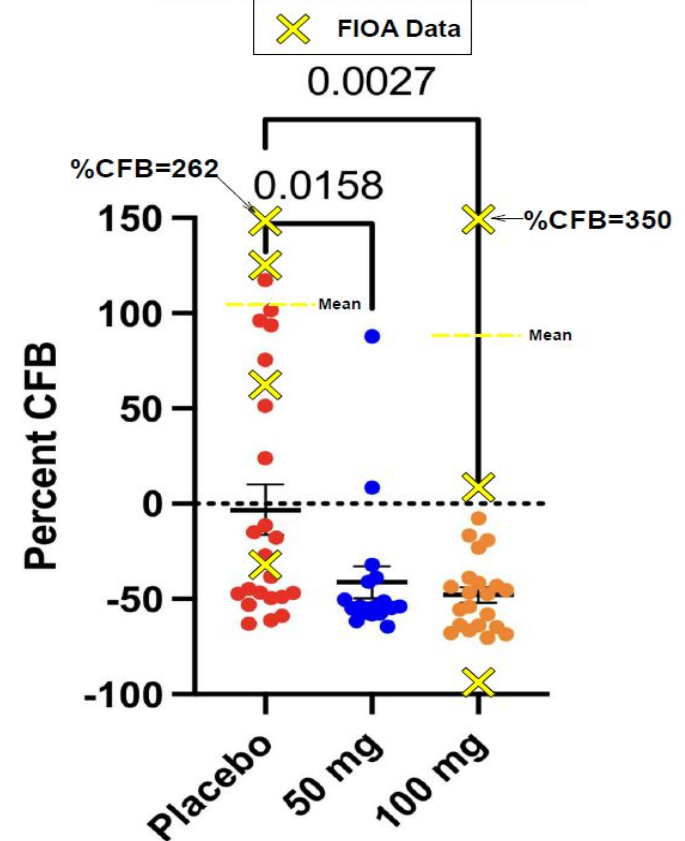 FIOA Data
0.0027
%CFB=262
0.0158
150
%CFB=350
100
Mean
Mean
Percent CFB
50
0
-50
-100
Placebo
50 mg
100 mg